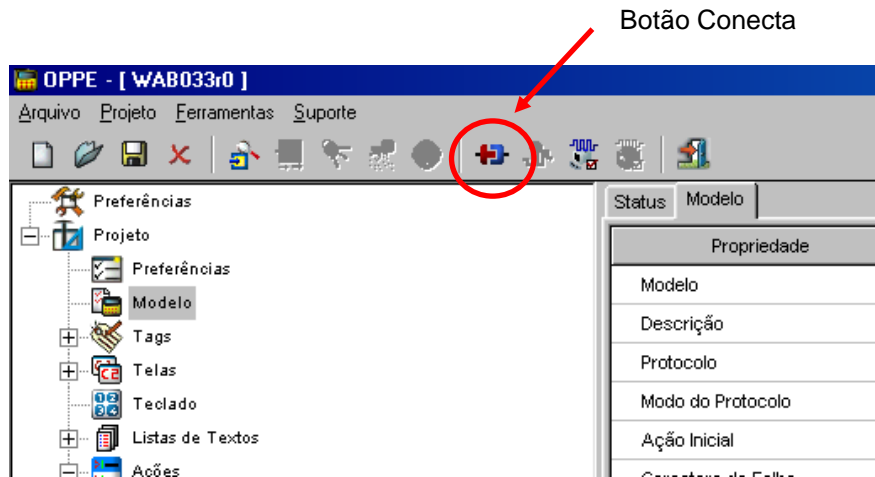 Botão Conecta
OPPE - [ WAB033r0 ]
Arquivo Projeto Ferramentas Suporte
Preferências
Projeto
Preferências
Modelo
Tags
Telas
Teclado
Listas de Textos
Ações
Status Modelo
Propriedade
Modelo
Descrição
Protocolo
Modo do Protocolo
Ação Inicial